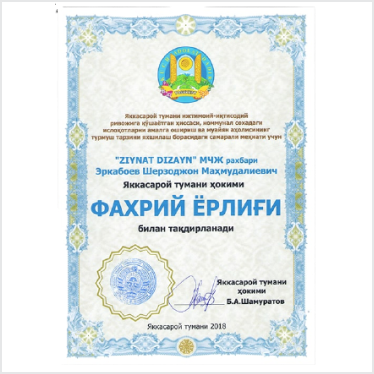 Яккасарой тумани ижтимоий-иқтисодий
ривожига қўшаётган ҳиссаси, коммунал соҳадаги
ислоҳотларни амалга ошириш ва муайян аҳолисининг
турмуш тарзини яхшилаш борасидаги самарали меҳнати учун
"ZIYNAT DIZAYN" МЧЖ раҳбари
Эркабоев Шерзоджон Маҳмудалиевич
Яккасарой тумани ҳокими
ФАХРИЙ ЁРЛИҒИ
билан тақдирланади
Яккасарой тумани
ҳокими
Б.А.Шамуратов
Яккасарой тумани 2018